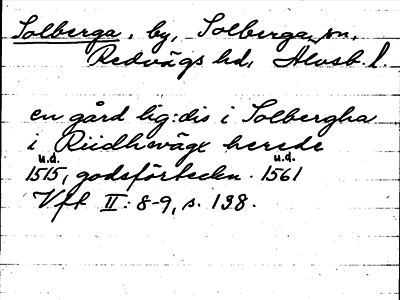 Solberga, by, Solberga sn,
Redvägs hd, Älvsb. l.
en gård lig:dis i Solbergha
i Riidhwägx herede
u.d. u.d.
1515, godsförteckn. 1561
Vfl II: 8-9, s. 138.